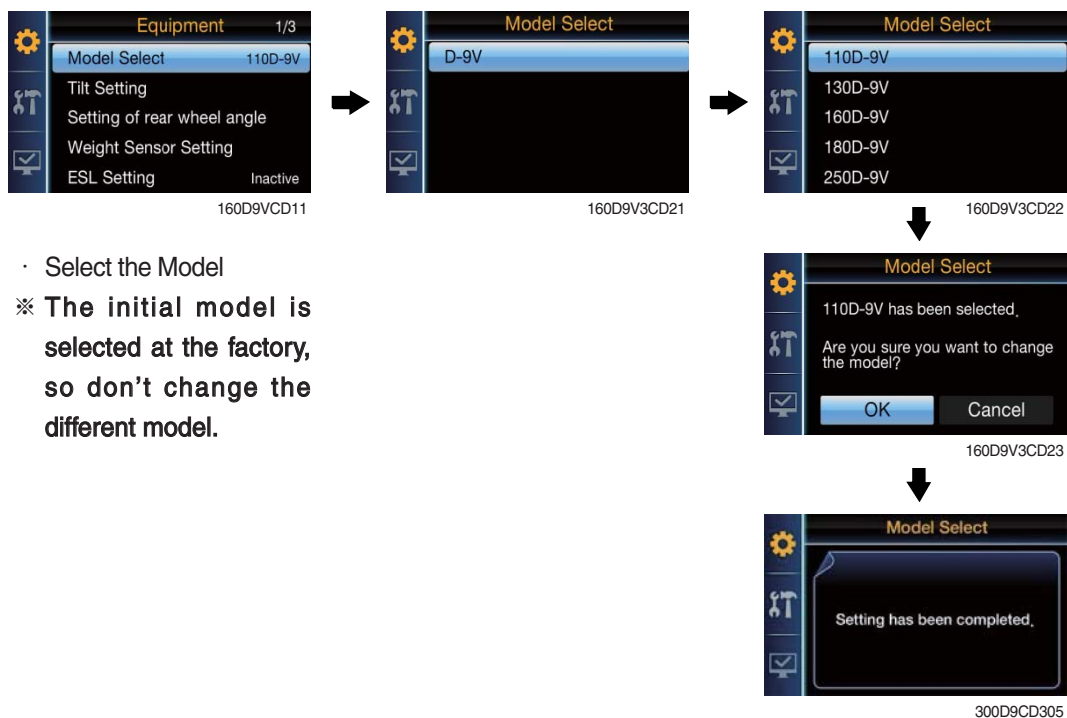 Equipment 1/3
Model Select 110D-9V
Tilt Setting
Setting of rear wheel angle
Weight Sensor Setting
ESL Setting Inactive
160D9VCD11
Model Select
D-9V
160D9V3CD21
Model Select
110D-9V
130D-9V
160D-9V
180D-9V
250D-9V
160D9V3CD22
· Select the Model
※ The initial model is
selected at the factory,
so don't change the
different model.
Model Select
110D-9V has been selected.
Are you sure you want to change
the model?
OK Cancel
160D9V3CD23
Model Select
Setting has been completed.
300D9CD305